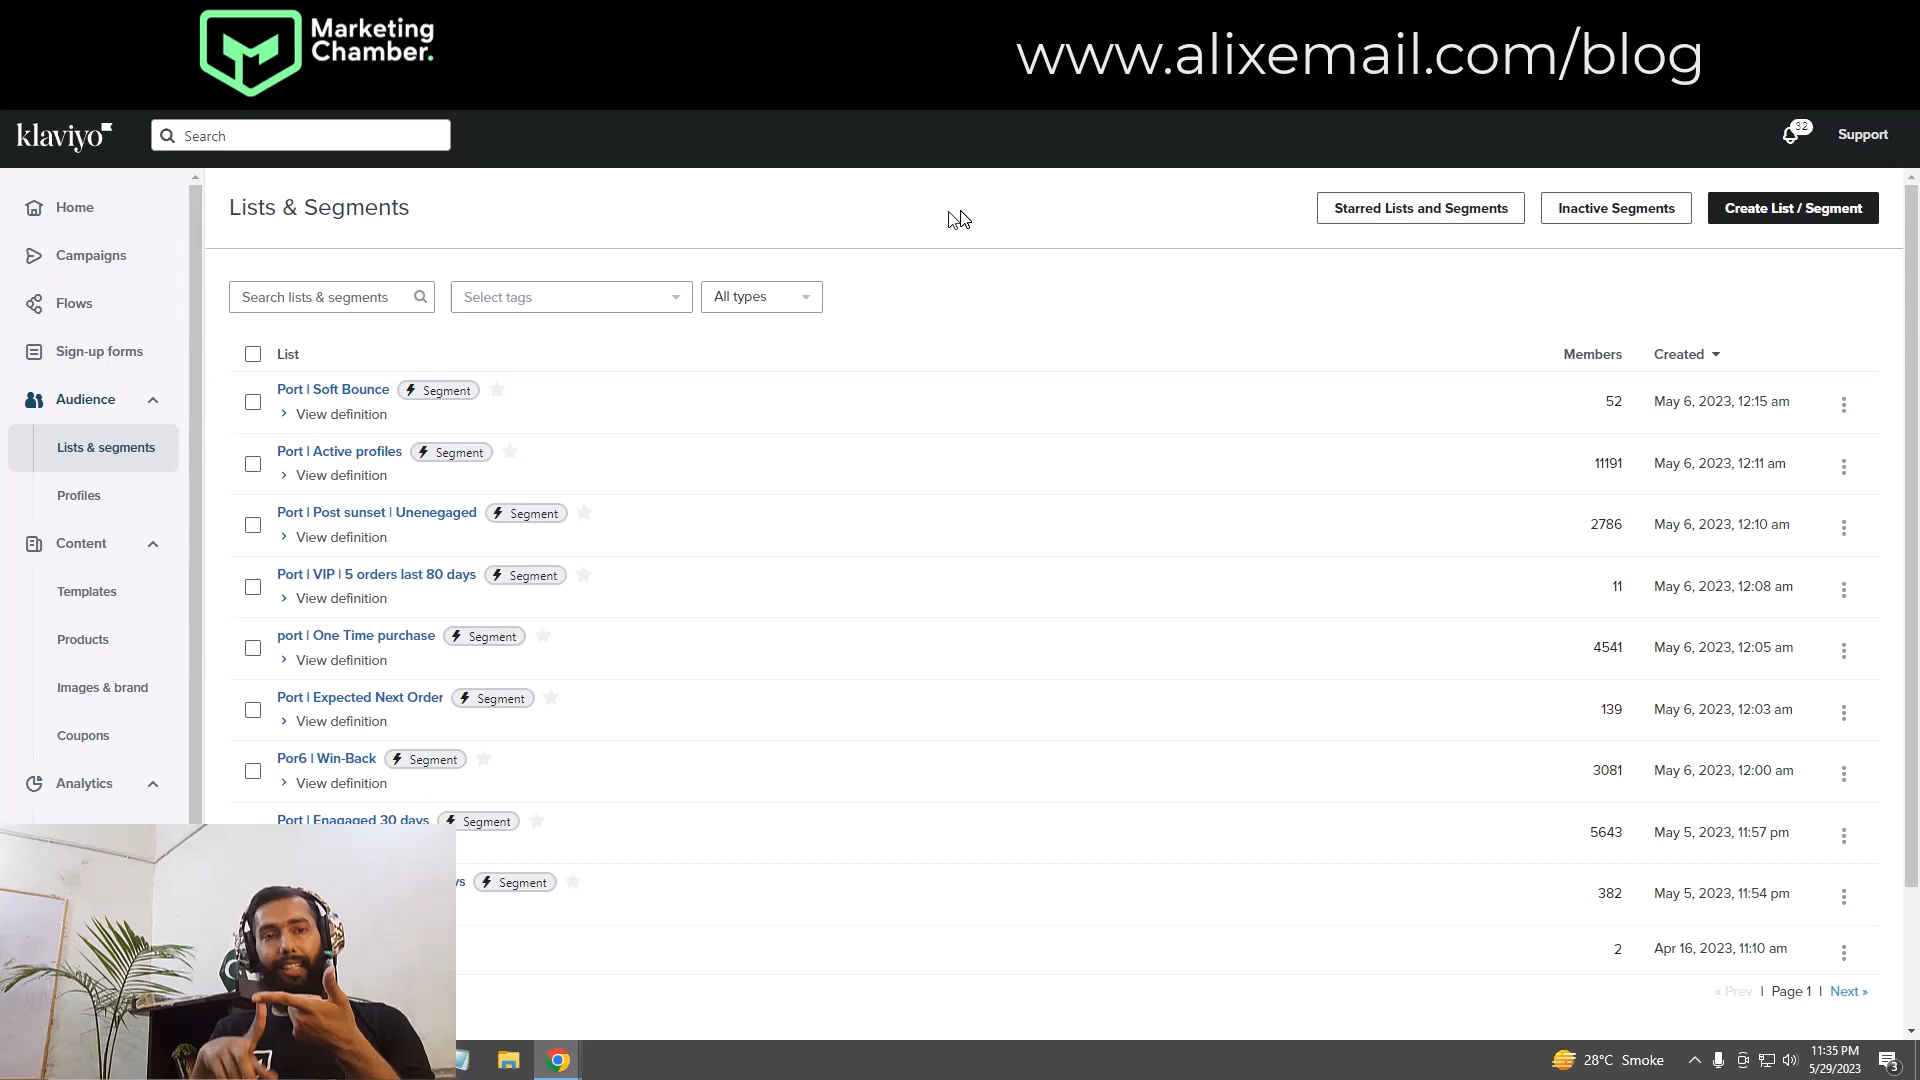 Marketing
Chamber.
www.alixemail.com/blog
klaviyo
Search
32
Support
Home
Campaigns
Flows
Sign-up forms
Audience
Lists & segments
Profiles
Content
Templates
Products
Images & brand
Coupons
Analytics
Lists & Segments
Starred Lists and Segments
Inactive Segments
Create List / Segment
Search lists & segments
Select tags
All types
List
Members
Created
Port | Soft Bounce
Segment
View definition
52
May 6, 2023, 12:15 am
Port | Active profiles
Segment
View definition
11191
May 6, 2023, 12:11 am
Port | Post sunset | Unenegaged
Segment
View definition
2786
May 6, 2023, 12:10 am
Port | VIP | 5 orders last 80 days
Segment
View definition
11
May 6, 2023, 12:08 am
port | One Time purchase
Segment
View definition
4541
May 6, 2023, 12:05 am
Port | Expected Next Order
Segment
View definition
139
May 6, 2023, 12:03 am
Por6 | Win-Back
Segment
View definition
3081
May 6, 2023, 12:00 am
Port | Enagaged 30 days
Segment
5643
May 5, 2023, 11:57 pm
Segment
382
May 5, 2023, 11:54 pm
2
Apr 16, 2023, 11:10 am
« Prev | Page 1 | Next »
28°C Smoke
11:35 PM
5/29/2023
3